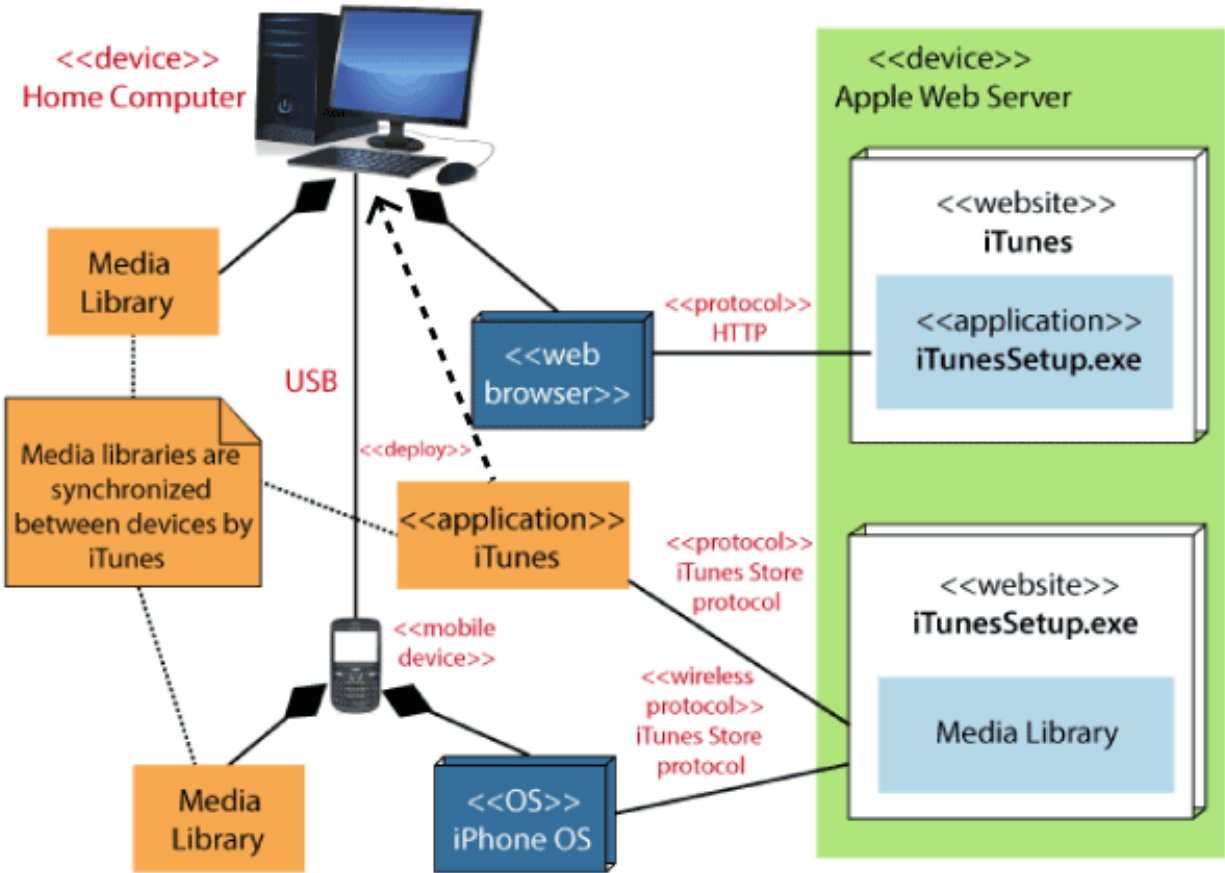 <<device>>
Home Computer
<<device>>
Apple Web Server
<<website>>
iTunes
<<application>>
iTunesSetup.exe
Media
Library
<<protocol>>
HTTP
<<web
browser>>
USB
<<deploy>>
Media libraries are
synchronized
between devices by
iTunes
<<application>>
iTunes
<<protocol>>
iTunes Store
protocol
<<website>>
iTunesSetup.exe
Media Library
<<mobile
device>>
<<wireless
protocol>>
iTunes Store
protocol
Media
Library
<<OS>>
iPhone OS